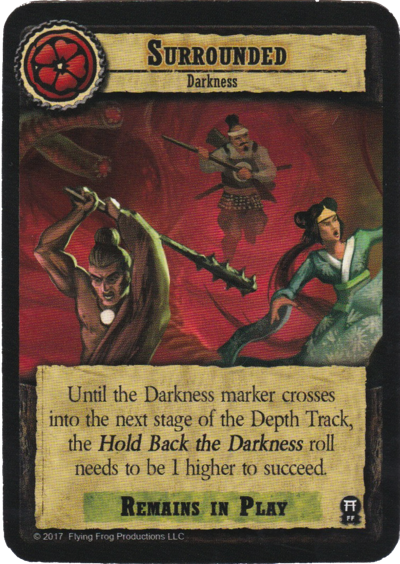 Surrounded
Darkness
Until the Darkness marker crosses
into the next stage of the Depth Track,
the Hold Back the Darkness roll
needs to be 1 higher to succeed.
Remains in Play
FF
© 2017 Flying Frog Productions LLC